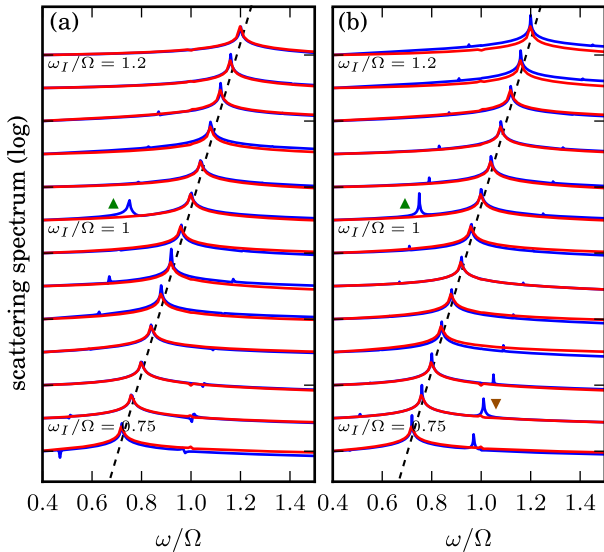 (a) (b)
ω_I/Ω = 1.2 ω_I/Ω = 1.2
scattering spectrum (log)
ω_I/Ω = 1 ω_I/Ω = 1
ω_I/Ω = 0.75 ω_I/Ω = 0.75
0.4 0.6 0.8 1.0 1.2 1.4 0.4 0.6 0.8 1.0 1.2 1.4
ω/Ω ω/Ω